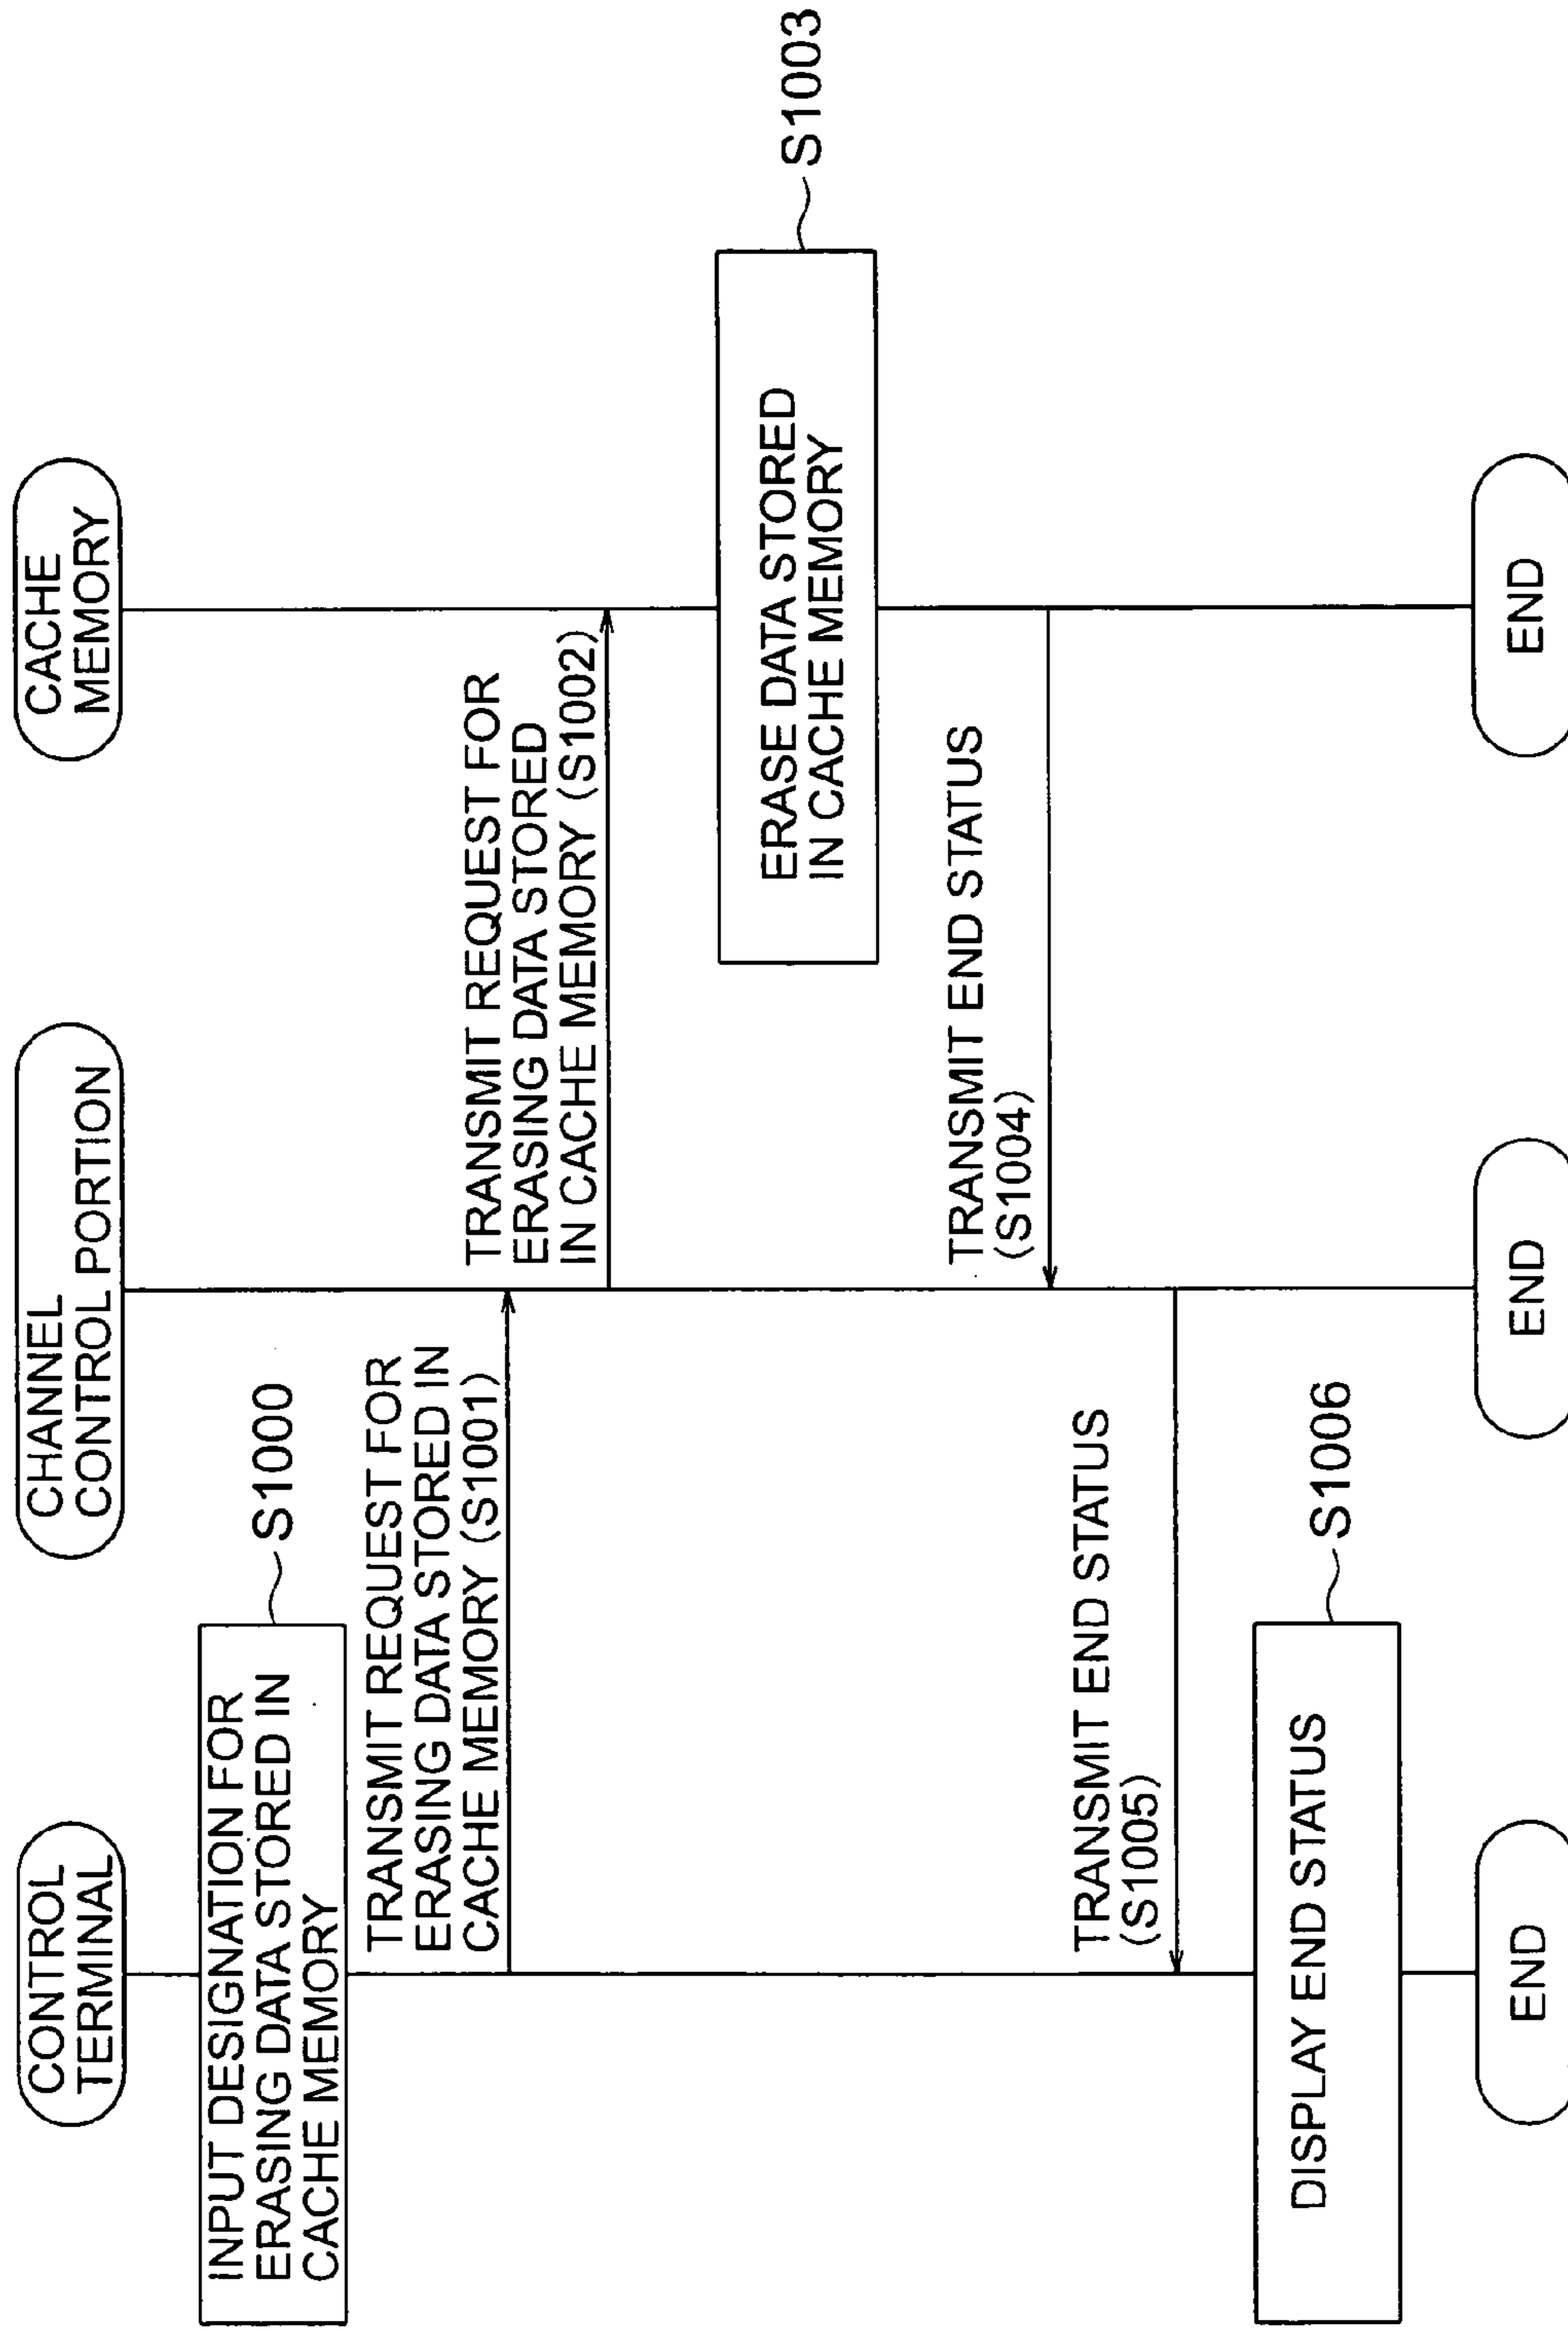 CONTROL
TERMINAL
CHANNEL
CONTROL PORTION
CACHE
MEMORY
INPUT DESIGNATION FOR
ERASING DATA STORED IN
CACHE MEMORY
S1000
TRANSMIT REQUEST FOR
ERASING DATA STORED IN
CACHE MEMORY (S1001)
TRANSMIT REQUEST FOR
ERASING DATA STORED
IN CACHE MEMORY (S1002)
ERASE DATA STORED
IN CACHE MEMORY
S1003
TRANSMIT END STATUS
(S1004)
TRANSMIT END STATUS
(S1005)
DISPLAY END STATUS
S1006
END
END
END